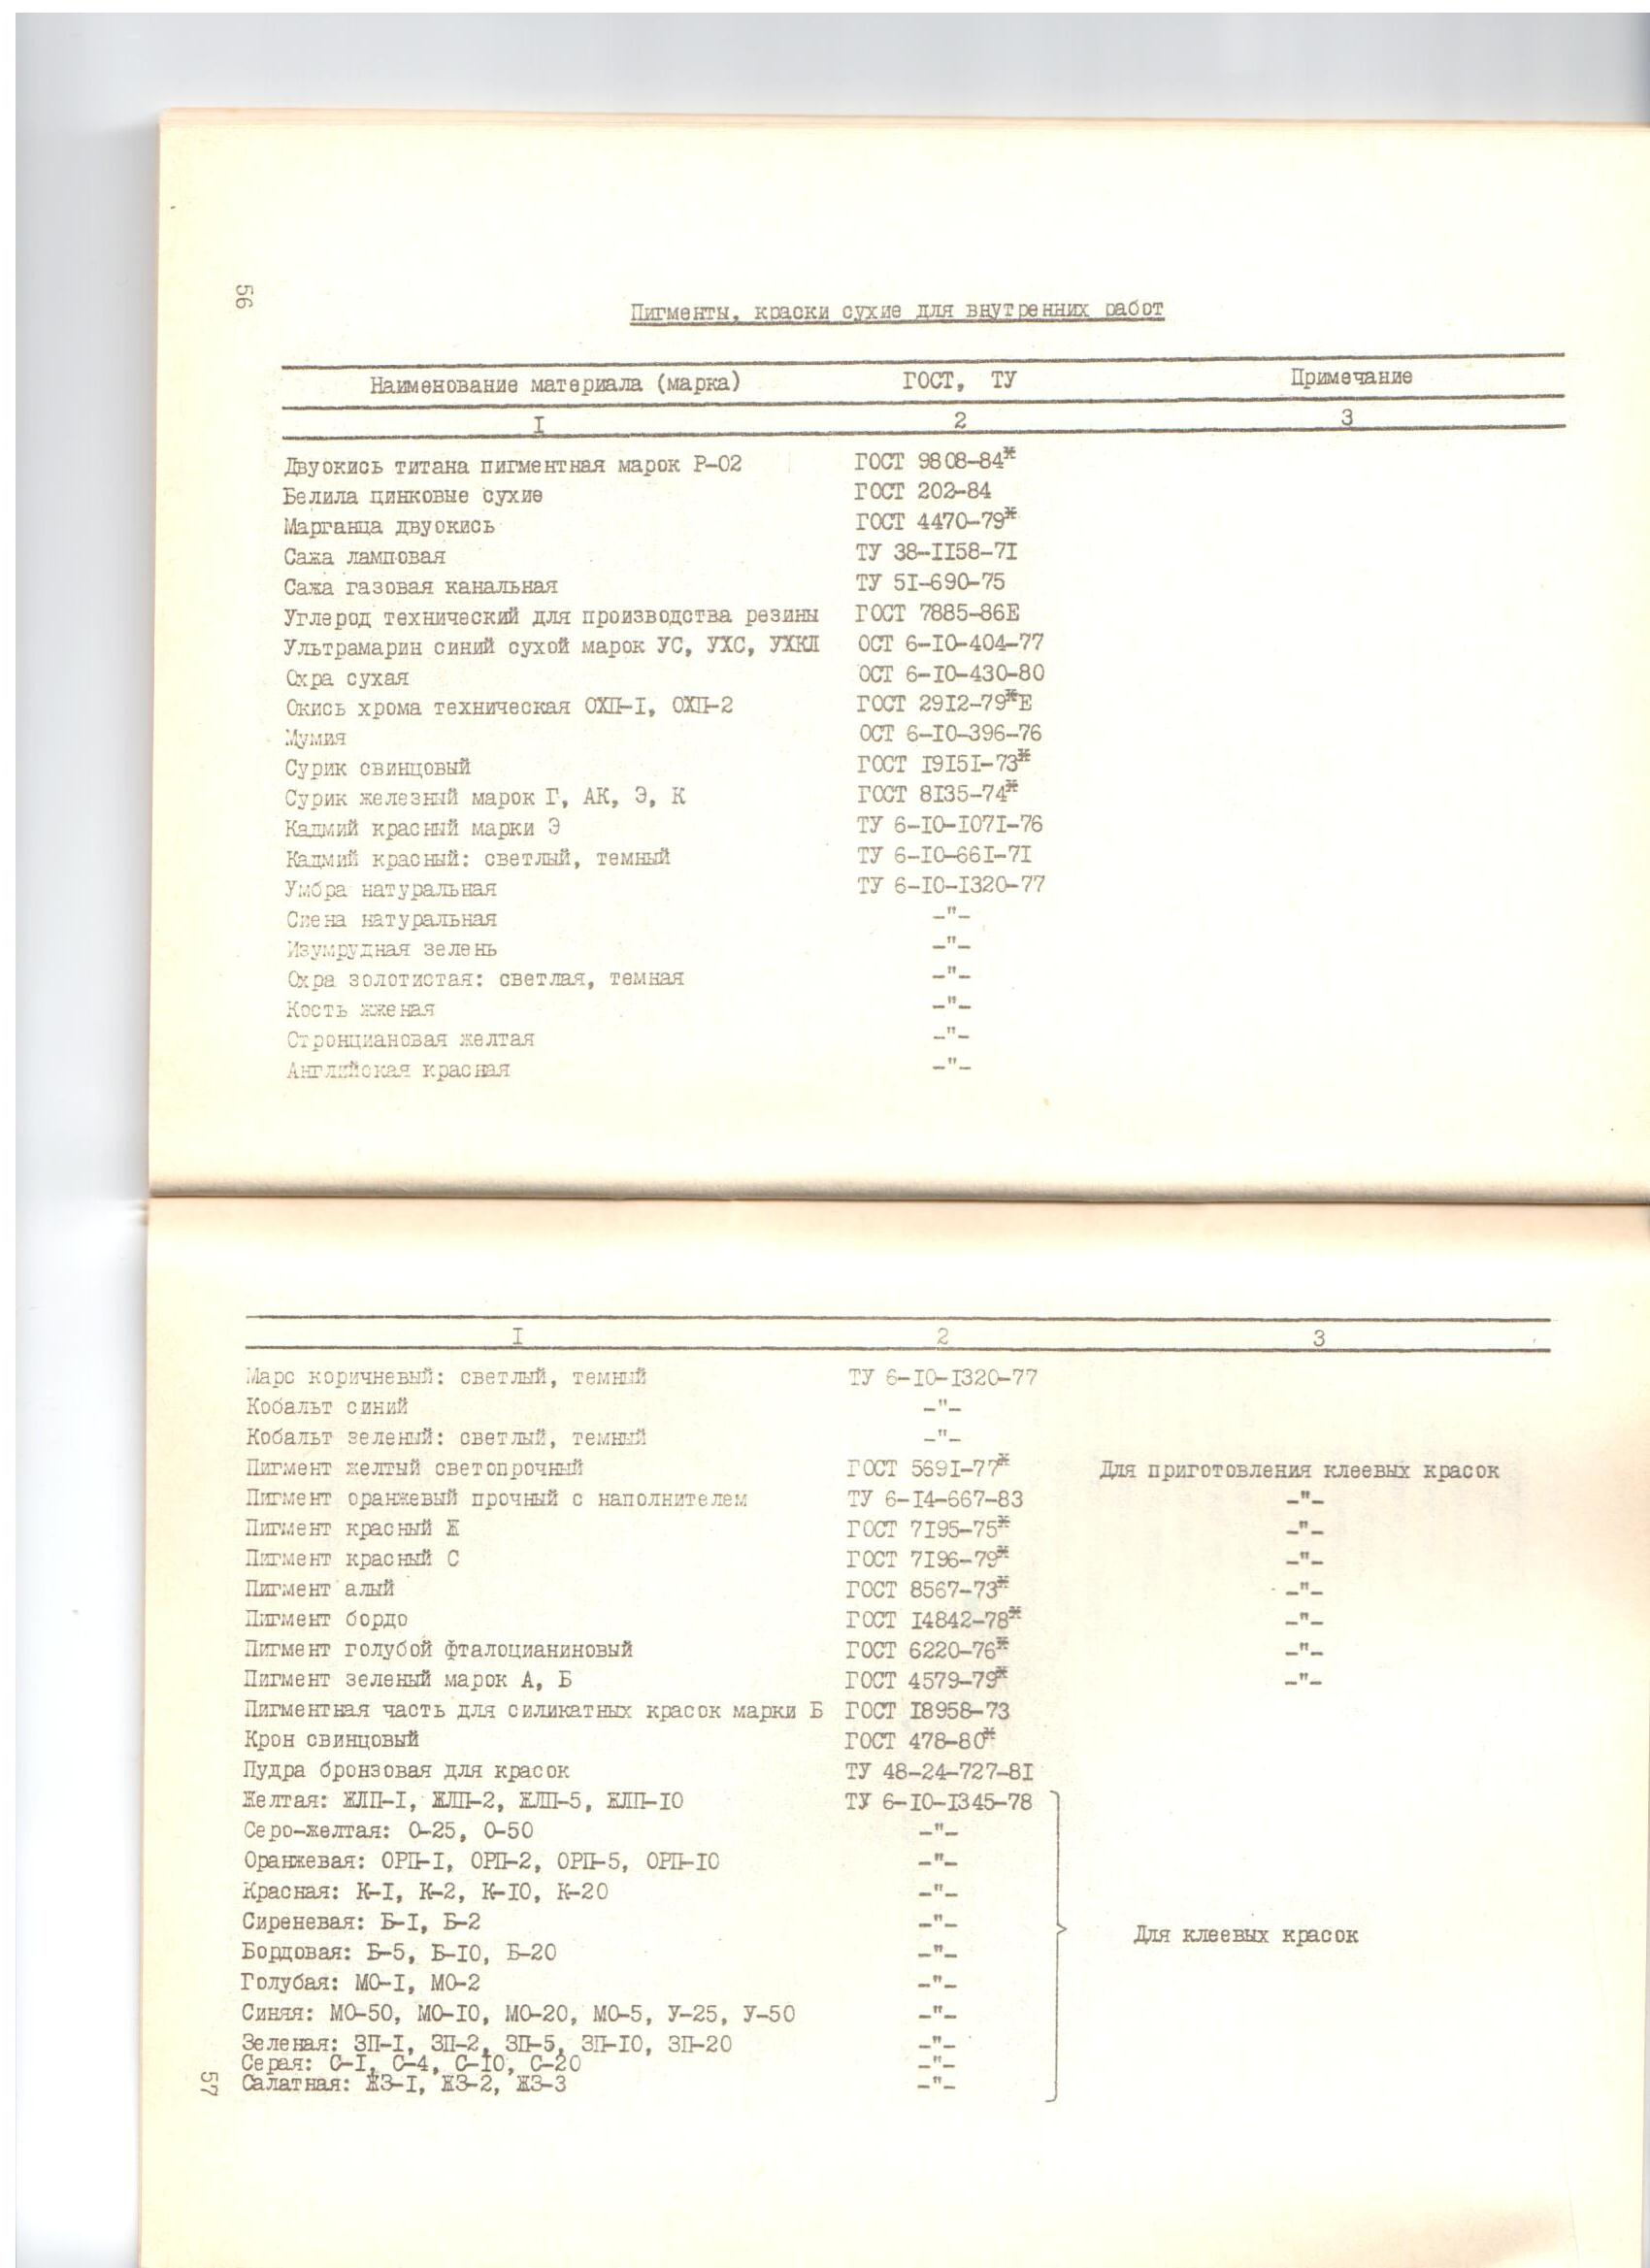 56
Пигменты, краски сухие для внутренних работ
Наименование материала (марка) ГОСТ, ТУ Примечание
I 2 3
Двуокись титана пигментная марок Р-02 ГОСТ 9808-84*
Белила цинковые сухие ГОСТ 202-84
Марганца двуокись ГОСТ 4470-79*
Сажа ламповая ТУ 38-II58-7I
Сажа газовая канальная ТУ 5I-690-75
Углерод технический для производства резины ГОСТ 7885-86Е
Ультрамарин синий сухой марок УС, УХС, УХКП ОСТ 6-I0-404-77
Охра сухая ОСТ 6-I0-430-80
Окись хрома техническая ОХП-I, ОХП-2 ГОСТ 29I2-79*Е
Мумия ОСТ 6-I0-396-76
Сурик свинцовый ГОСТ I9I5I-73*
Сурик железный марок Г, АК, Э, К ГОСТ 8I35-74*
Кадмий красный марки Э ТУ 6-I0-I07I-76
Кадмий красный: светлый, темный ТУ 6-I0-66I-7I
Умбра натуральная ТУ 6-I0-I320-77
Сиена натуральная -"-
Изумрудная зелень -"-
Охра золотистая: светлая, темная -"-
Кость жженая -"-
Стронциановая желтая -"-
Английская красная -"-
I 2 3
Марс коричневый: светлый, темный ТУ 6-I0-I320-77
Кобальт синий -"-
Кобальт зеленый: светлый, темный -"-
Пигмент желтый светопрочный ГОСТ 569I-77* Для приготовления клеевых красок
Пигмент оранжевый прочный с наполнителем ТУ 6-I4-667-83 -"-
Пигмент красный Ж ГОСТ 7I95-75* -"-
Пигмент красный С ГОСТ 7I96-79* -"-
Пигмент алый ГОСТ 8567-73* -"-
Пигмент бордо ГОСТ I4842-78* -"-
Пигмент голубой фталоцианиновый ГОСТ 6220-76* -"-
Пигмент зеленый марок А, Б ГОСТ 4579-79* -"-
Пигментная часть для силикатных красок марки Б ГОСТ I8958-73
Крон свинцовый ГОСТ 478-80*
Пудра бронзовая для красок ТУ 48-24-727-8I
Желтая: ЖЛП-I, ЖЛП-2, ЖЛП-5, ЖЛП-I0 ТУ 6-I0-I345-78
Серо-желтая: 0-25, 0-50 -"-
Оранжевая: ОРП-I, ОРП-2, ОРП-5, ОРП-I0 -"-
Красная: К-I, К-2, К-I0, К-20 -"-
Сиреневая: Б-I, Б-2 -"-
Для клеевых красок
Бордовая: Б-5, Б-I0, Б-20 -"-
Голубая: МО-I, МО-2 -"-
Синяя: МО-50, МО-I0, МО-20, МО-5, У-25, У-50 -"-
Зеленая: ЗП-I, ЗП-2, ЗП-5, ЗП-I0, ЗП-20 -"-
Серая: С-I, С-4, С-I0, С-20 -"-
Салатная: ЖЗ-I, ЖЗ-2, ЖЗ-3 -"-
57